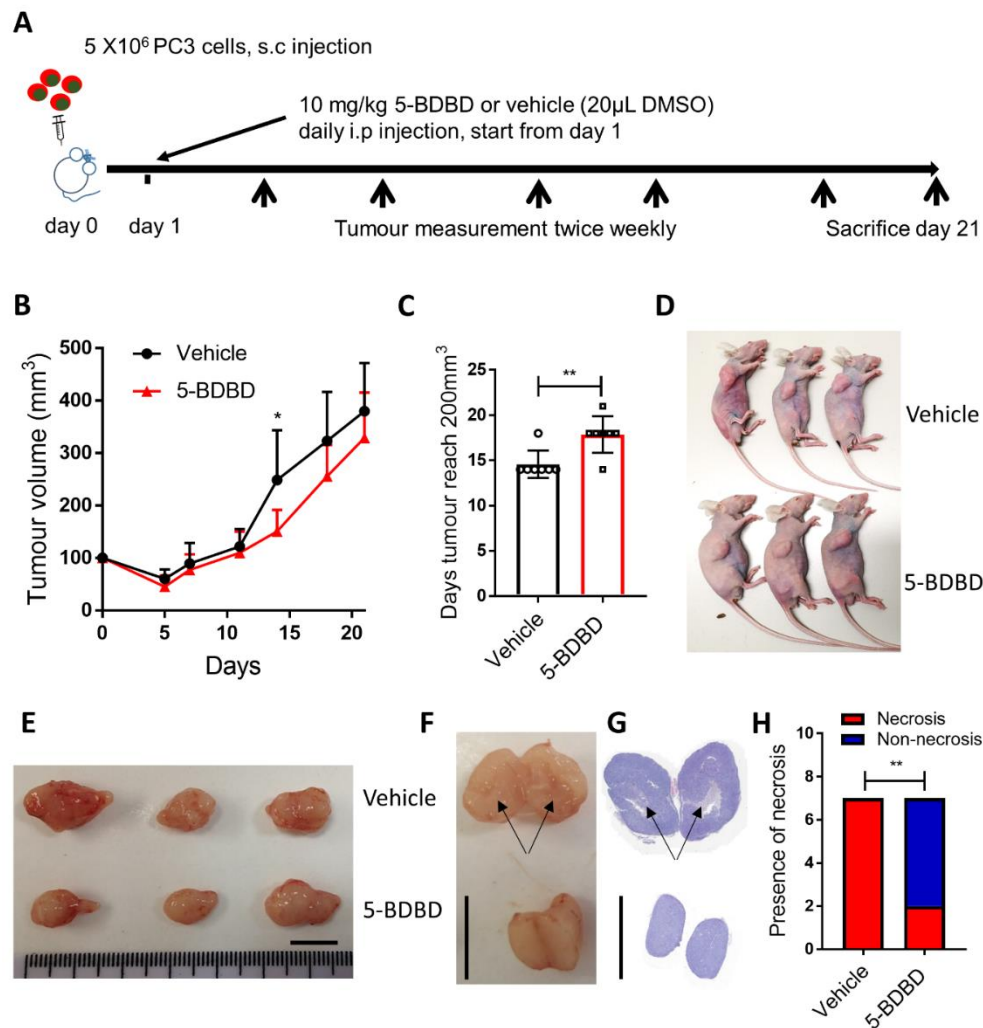 A
5 X10⁶ PC3 cells, s.c injection
10 mg/kg 5-BDBD or vehicle (20µL DMSO)
daily i.p injection, start from day 1
day 0
day 1
Tumour measurement twice weekly
Sacrifice day 21
B
Tumour volume (mm³)
500
400
300
200
100
0
0
5
10
15
20
Days
Vehicle
5-BDBD
*
C
Days tumour reach 200mm³
25
20
15
10
5
0
**
Vehicle
5-BDBD
D
Vehicle
5-BDBD
E
Vehicle
5-BDBD
F
G
H
Necrosis
Non-necrosis
Presence of necrosis
10
8
6
4
2
0
**
Vehicle
5-BDBD